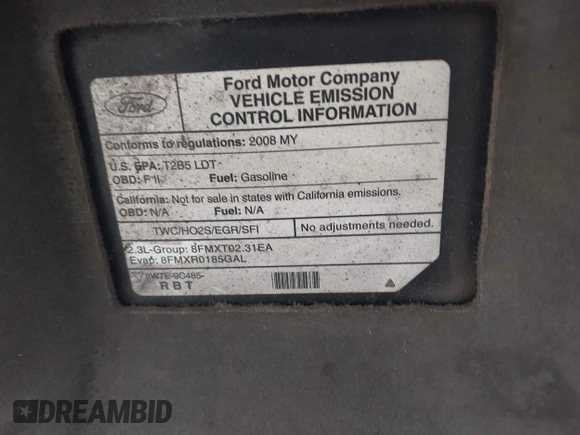 Ford
Ford Motor Company
VEHICLE EMISSION
CONTROL INFORMATION
Conforms to regulations: 2008 MY
U.S. EPA: T2B5 LDT
OBD: F II Fuel: Gasoline
California: Not for sale in states with California emissions.
OBD: N/A Fuel: N/A
TWC/HO2S/EGR/SFI No adjustments needed.
2.3L-Group: 8FMXT02.31EA
Evap: 8FMXR0185GAL
8W7E-9C485-
RBT
DREAMBID